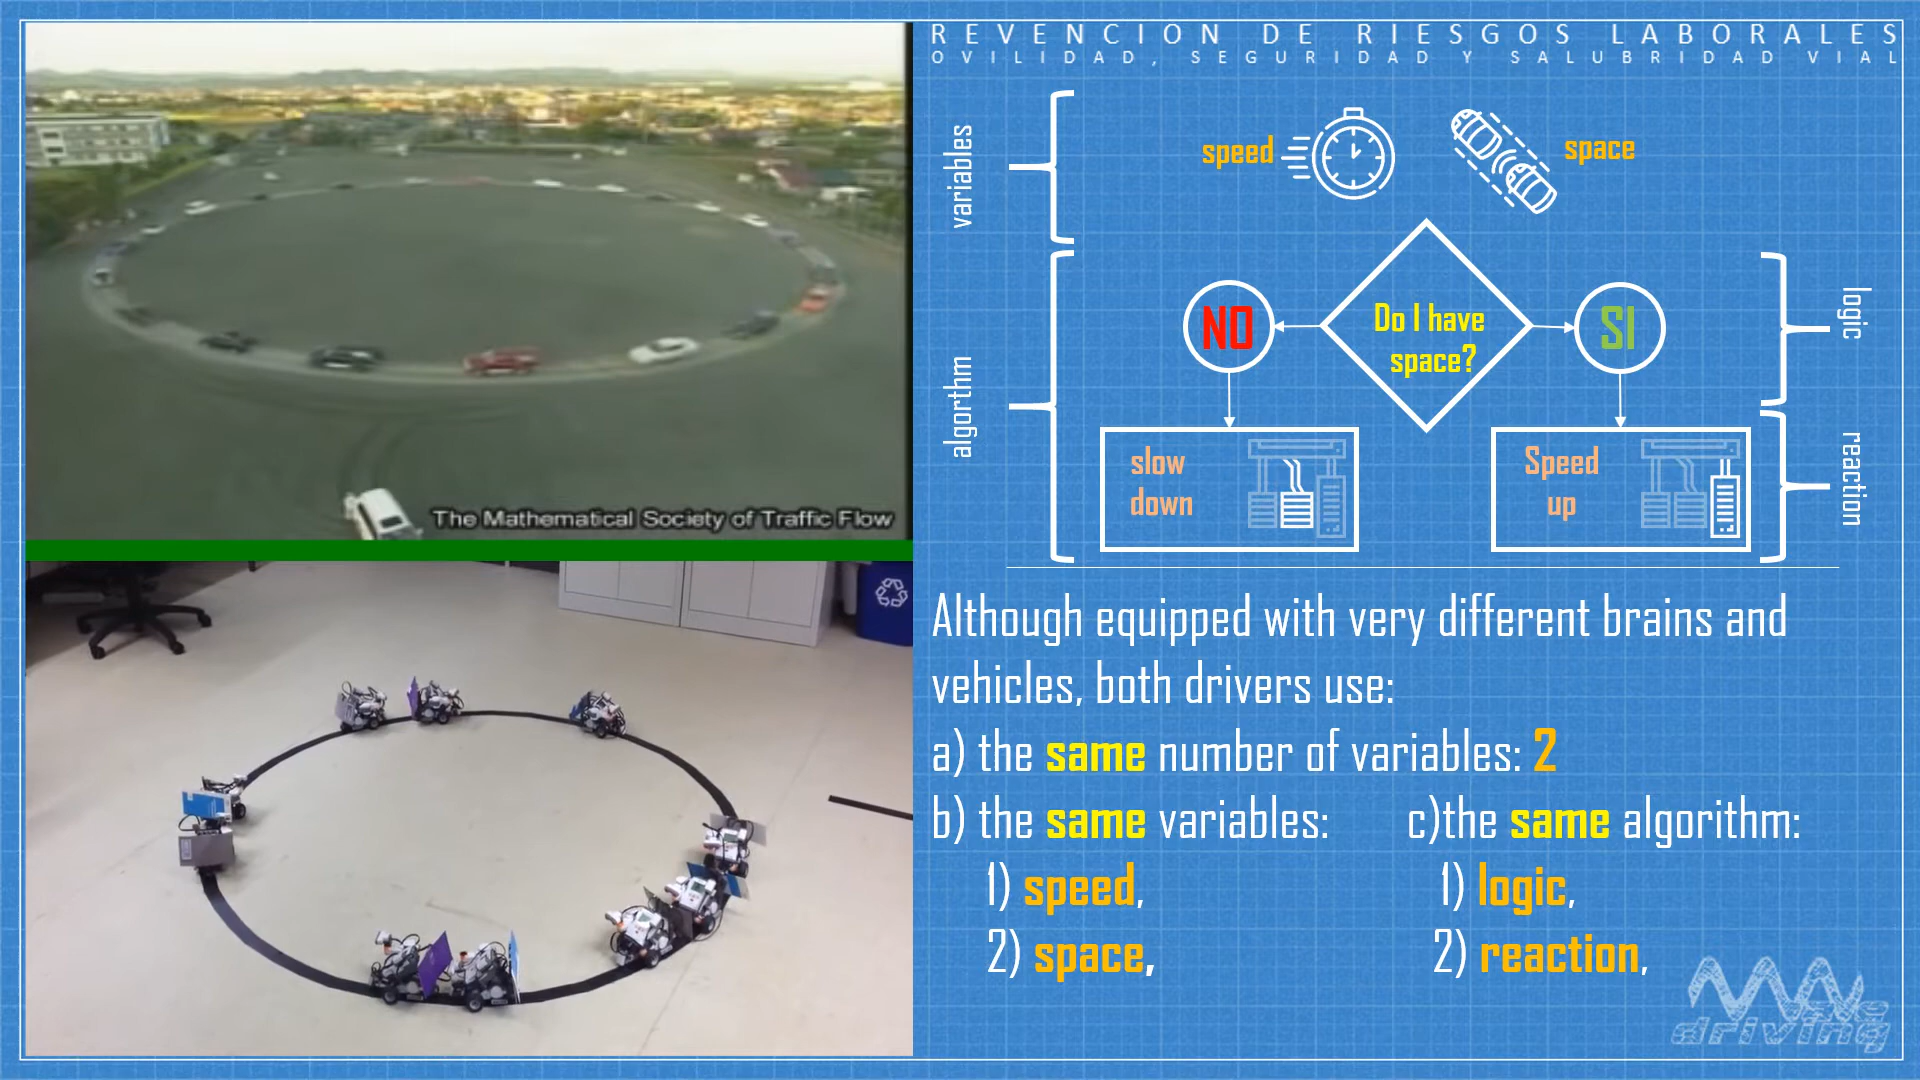 REVENCION DE RIESGOS LABORALES
OVILIDAD, SEGURIDAD Y SALUBRIDAD VIAL
variables
speed
space
algorthm
NO
Do I have
space?
SI
logic
slow
down
Speed
up
reaction
The Mathematical Society of Traffic Flow
Although equipped with very different brains and
vehicles, both drivers use:
a) the same number of variables: 2
b) the same variables:
1) speed,
2) space,
c)the same algorithm:
1) logic,
2) reaction,
driving